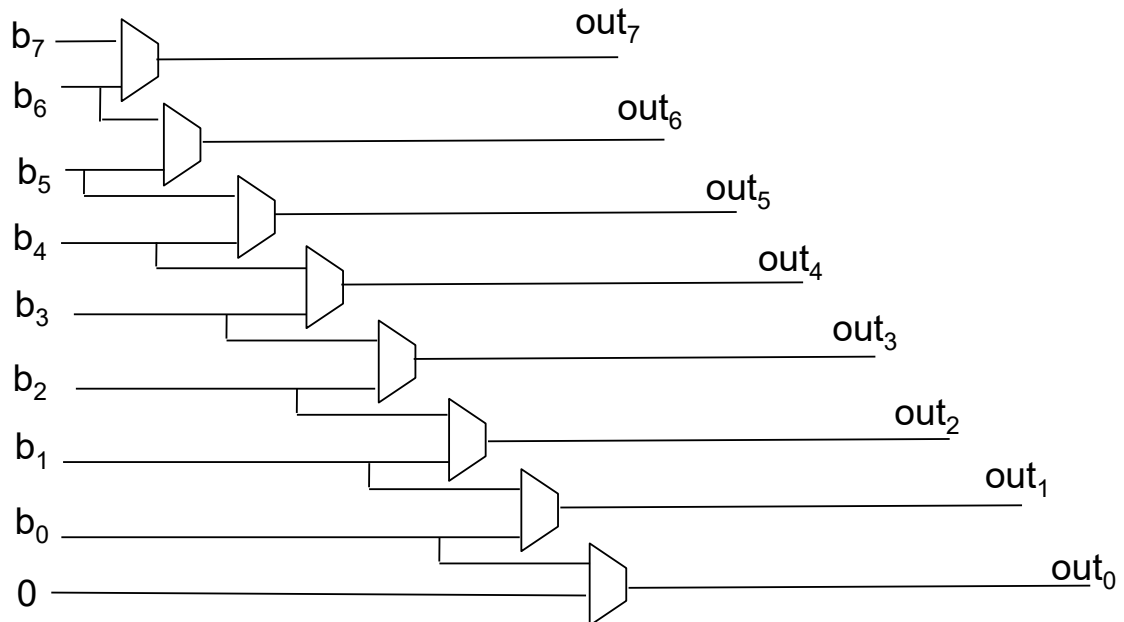 b₇
out₇
b₆
out₆
b₅
out₅
b₄
out₄
b₃
out₃
b₂
out₂
b₁
out₁
b₀
out₀
0